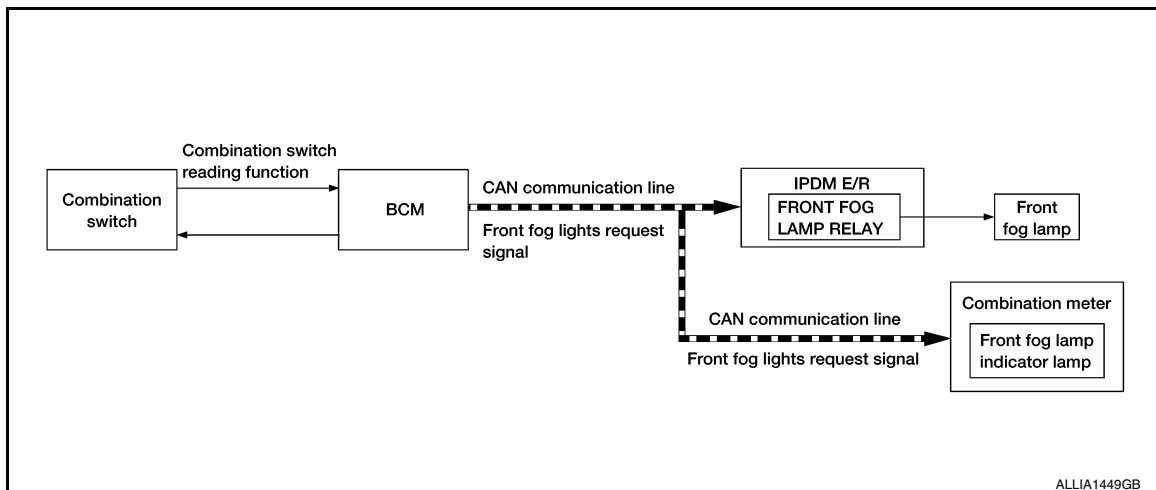 Combination switch
reading function
Combination
switch
BCM
CAN communication line
Front fog lights request
signal
IPDM E/R
FRONT FOG
LAMP RELAY
Front
fog lamp
CAN communication line
Front fog lights request signal
Combination meter
Front fog lamp
indicator lamp
ALLIA1449GB